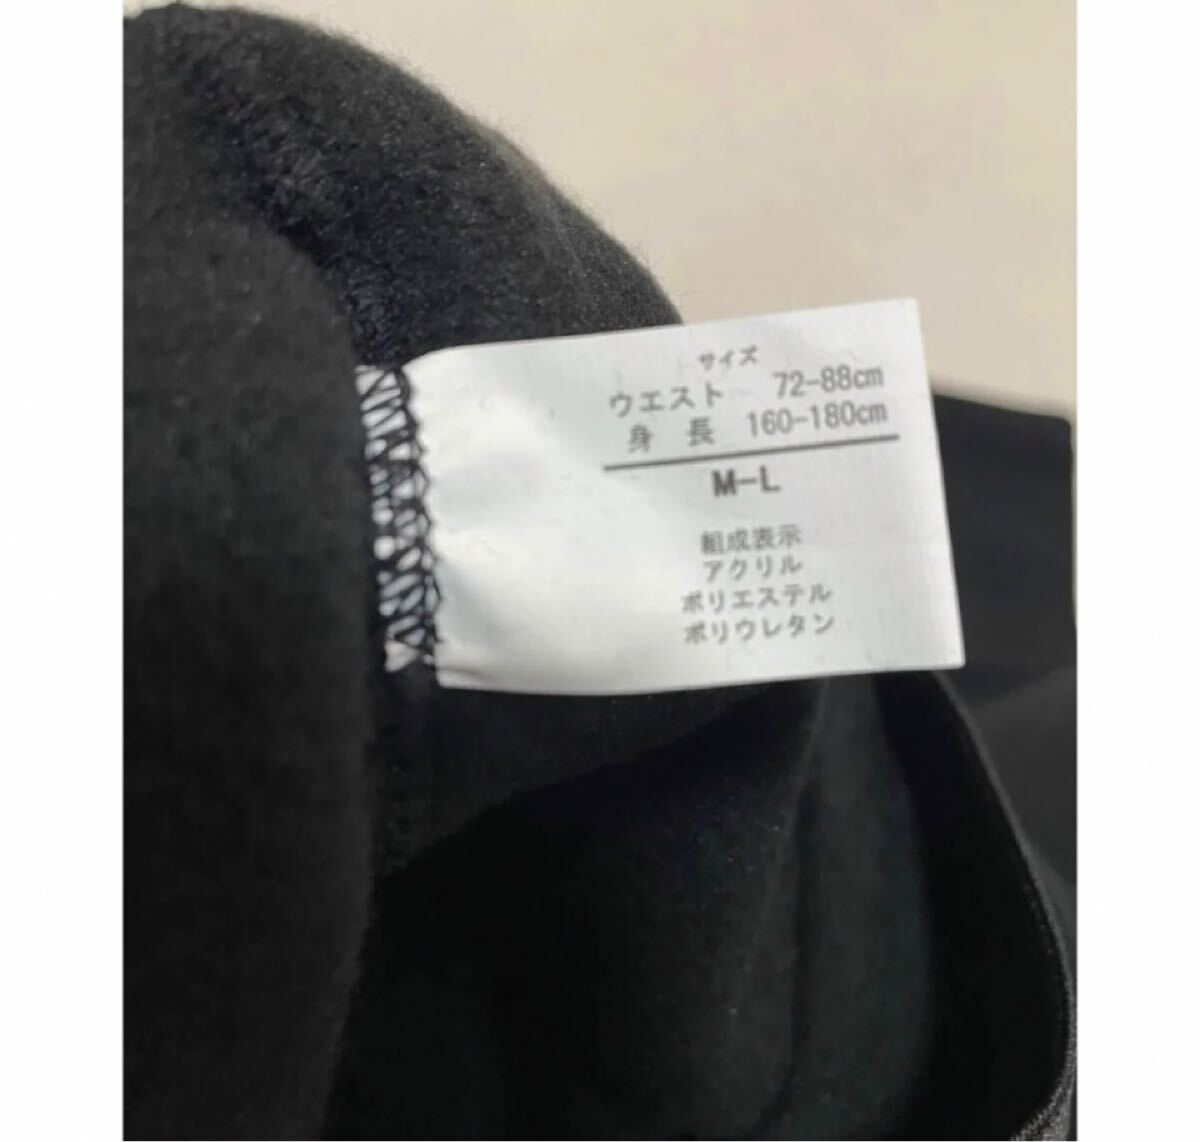 サイズ
ウエスト 72-88cm
身 長 160-180cm
M-L
組成表示
アクリル
ポリエステル
ポリウレタン